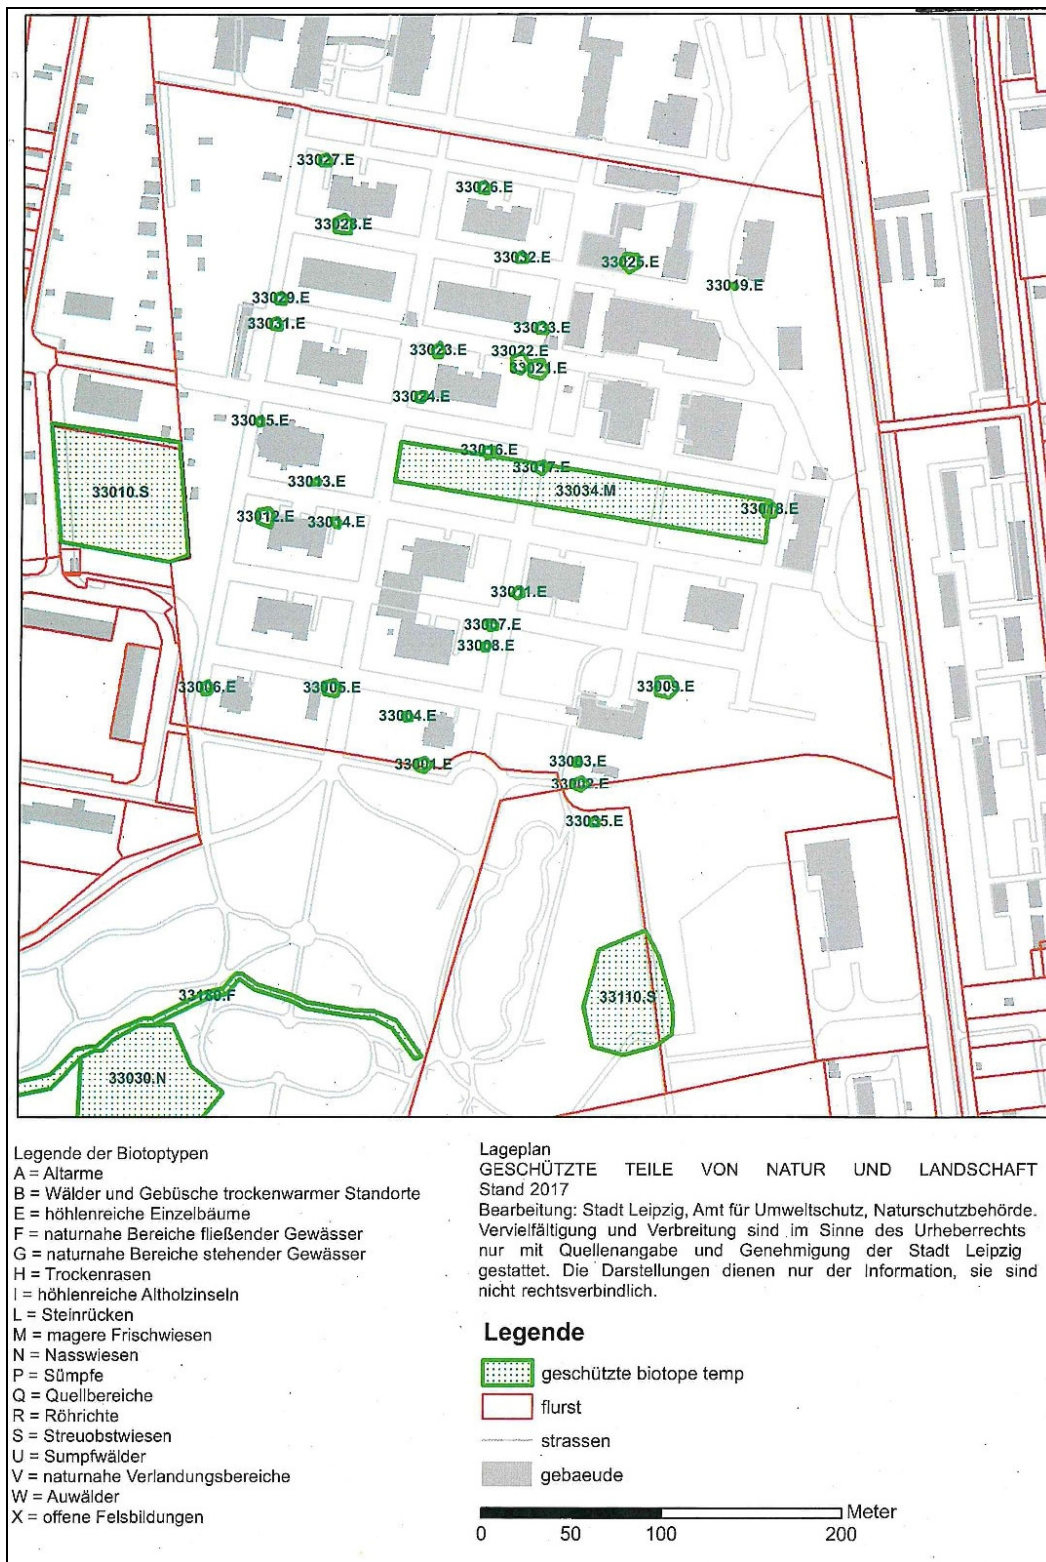 33027.E
33026.E
33028.E
33032.E
33025.E
33019.E
33029.E
33031.E
33033.E
33023.E
33022.E
33021.E
33024.E
33015.E
33016.E
33017.E
33013.E
33010.S
33034.M
33018.E
33012.E
33014.E
33011.E
33007.E
33008.E
33006.E
33005.E
33009.E
33004.E
33001.E
33003.E
33002.E
33035.E
33180.F
33110.S
33030.N
Legende der Biotoptypen
A = Altarme
B = Wälder und Gebüsche trockenwarmer Standorte
E = höhlenreiche Einzelbäume
F = naturnahe Bereiche fließender Gewässer
G = naturnahe Bereiche stehender Gewässer
H = Trockenrasen
I = höhlenreiche Altholzinseln
L = Steinrücken
M = magere Frischwiesen
N = Nasswiesen
P = Sümpfe
Q = Quellbereiche
R = Röhrichte
S = Streuobstwiesen
U = Sumpfwälder
V = naturnahe Verlandungsbereiche
W = Auwälder
X = offene Felsbildungen
Lageplan
GESCHÜTZTE TEILE VON NATUR UND LANDSCHAFT
Stand 2017
Bearbeitung: Stadt Leipzig, Amt für Umweltschutz, Naturschutzbehörde.
Vervielfältigung und Verbreitung sind im Sinne des Urheberrechts
nur mit Quellenangabe und Genehmigung der Stadt Leipzig
gestattet. Die Darstellungen dienen nur der Information, sie sind
nicht rechtsverbindlich.
Legende
geschützte biotope temp
flurst
strassen
gebaeude
Meter
0 50 100 200